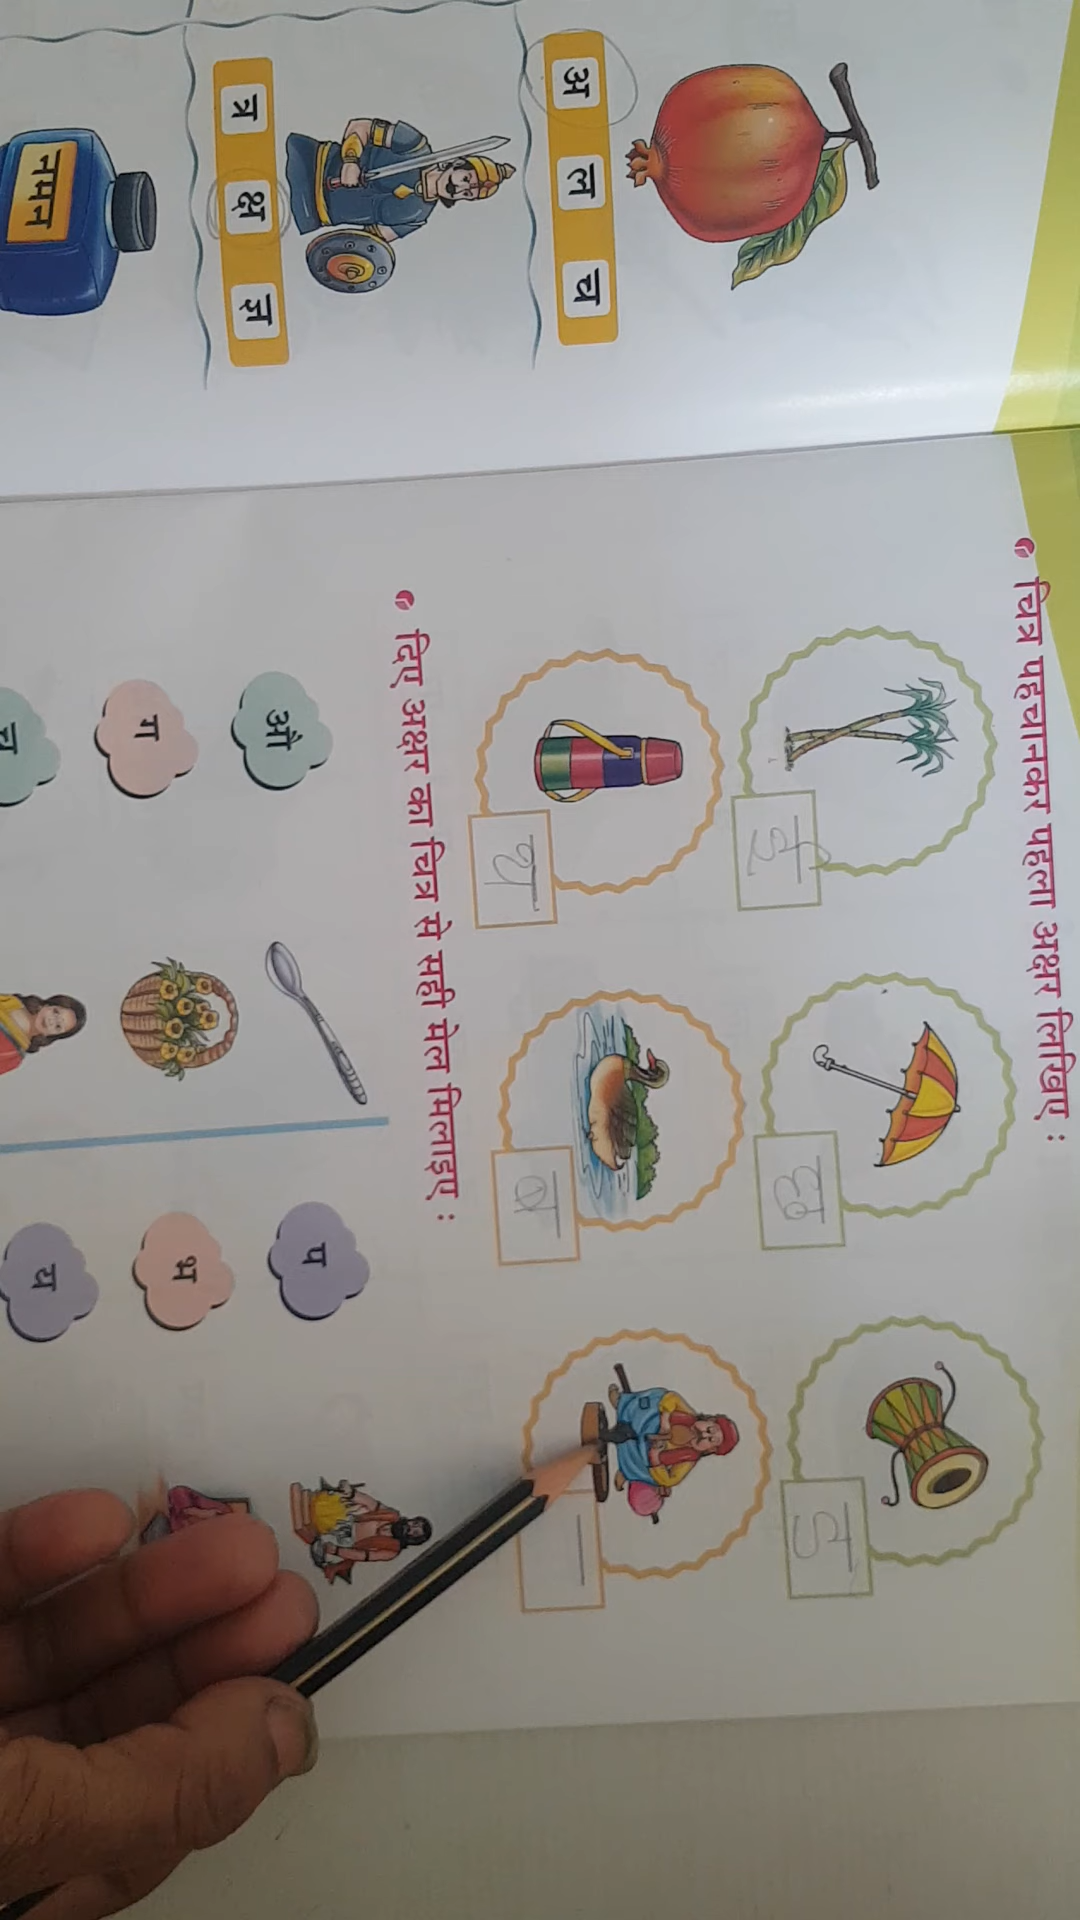 अ ल च
त्र क्ष ज्ञ
नमन
चित्र पहचानकर पहला अक्षर लिखिए :
ई छ ड
थ ब
दिए अक्षर का चित्र से सही मेल मिलाइए :
औ प
ग भ
य